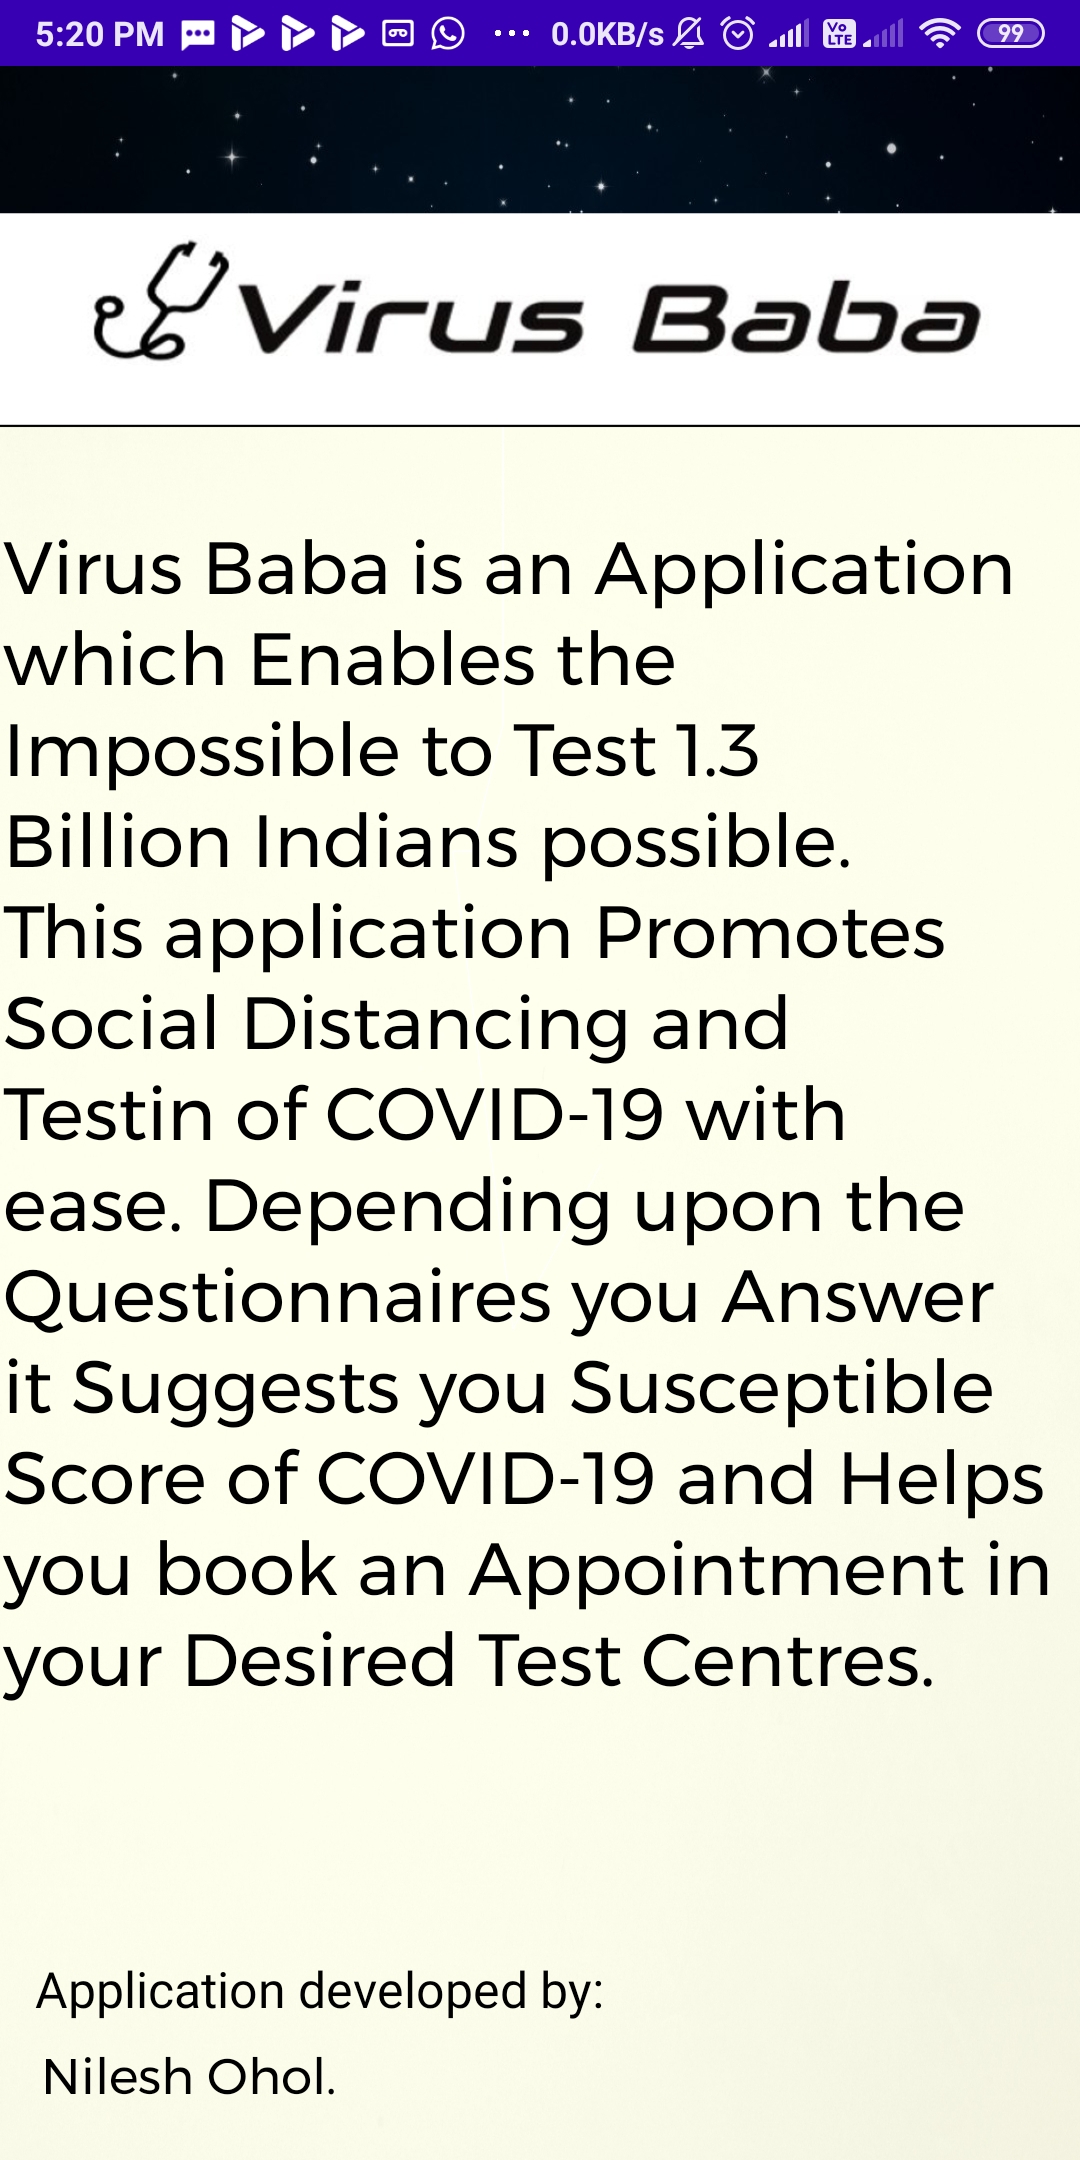 5:20 PM ... 0.0KB/s Vo LTE 99
Virus Baba
Virus Baba is an Application
which Enables the
Impossible to Test 1.3
Billion Indians possible.
This application Promotes
Social Distancing and
Testin of COVID-19 with
ease. Depending upon the
Questionnaires you Answer
it Suggests you Susceptible
Score of COVID-19 and Helps
you book an Appointment in
your Desired Test Centres.
Application developed by:
Nilesh Ohol.